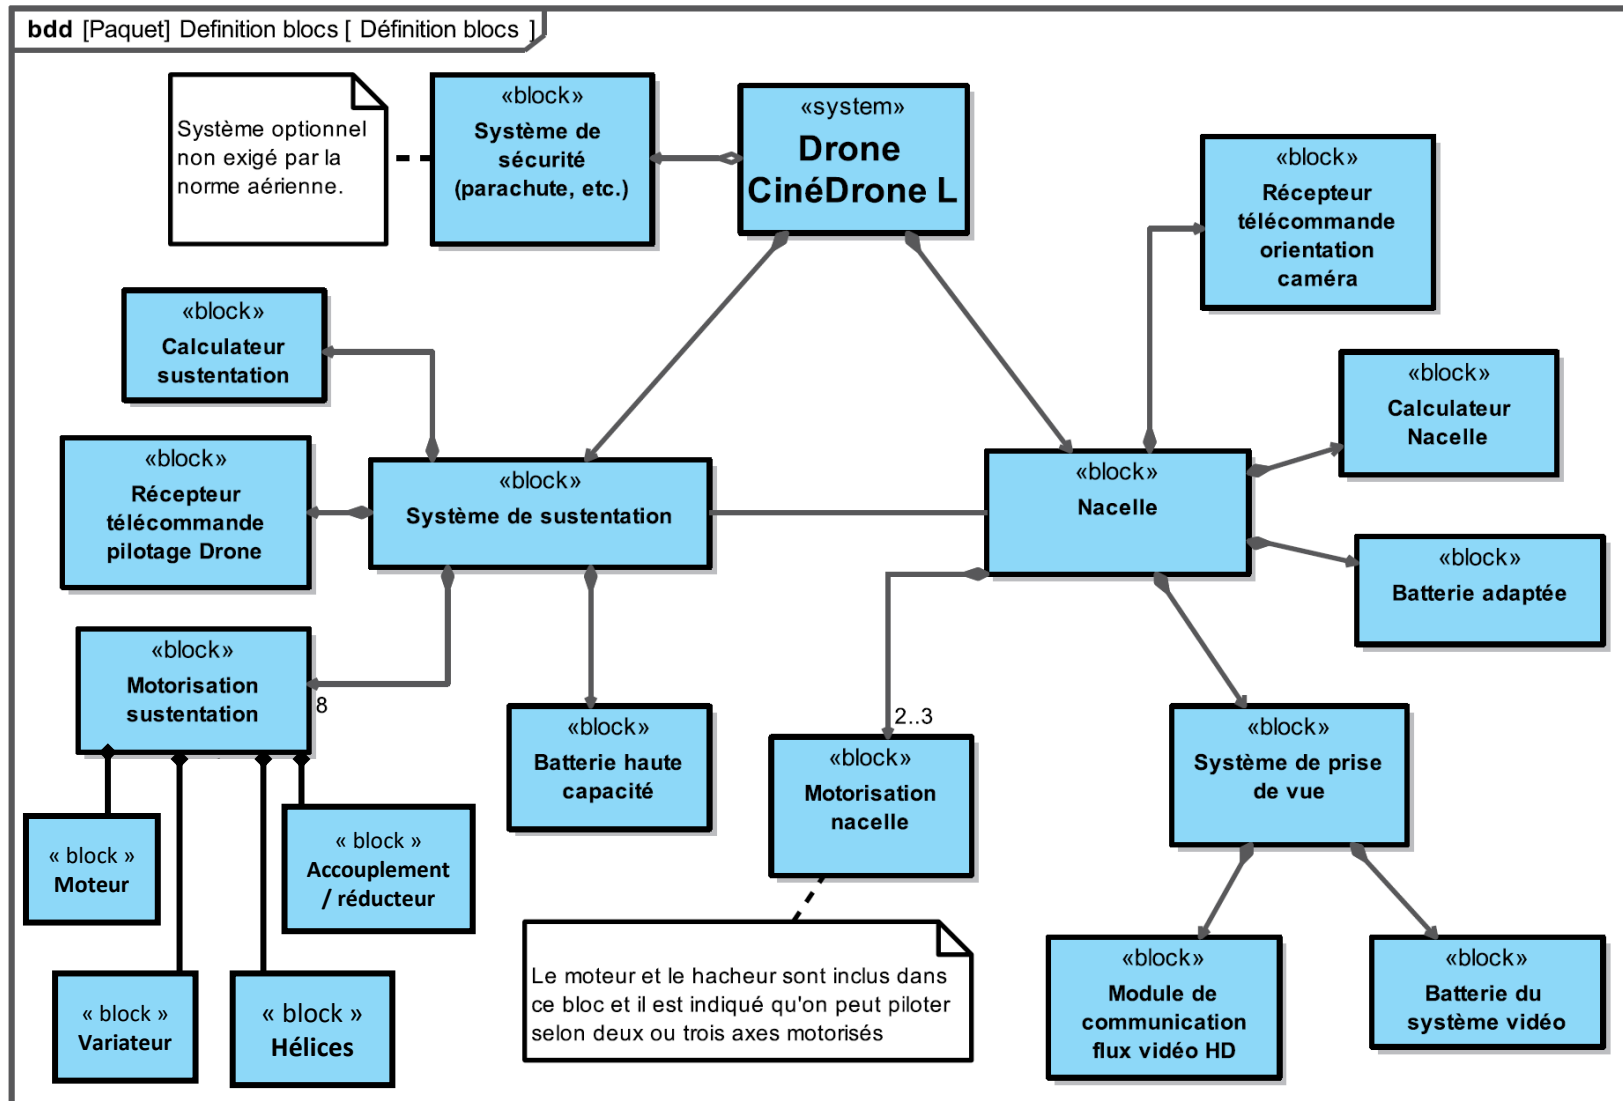 bdd [Paquet] Definition blocs [ Définition blocs ]
Système optionnel
non exigé par la
norme aérienne.
«block»
Système de
sécurité
(parachute, etc.)
«system»
Drone
CinéDrone L
«block»
Récepteur
télécommande
orientation
caméra
«block»
Calculateur
sustentation
«block»
Calculateur
Nacelle
«block»
Récepteur
télécommande
pilotage Drone
«block»
Système de sustentation
«block»
Nacelle
«block»
Batterie adaptée
«block»
Motorisation
sustentation
8
«block»
Batterie haute
capacité
2..3
«block»
Motorisation
nacelle
«block»
Système de prise
de vue
« block »
Moteur
« block »
Accouplement
/ réducteur
« block »
Variateur
« block »
Hélices
Le moteur et le hacheur sont inclus dans
ce bloc et il est indiqué qu'on peut piloter
selon deux ou trois axes motorisés
«block»
Module de
communication
flux vidéo HD
«block»
Batterie du
système vidéo